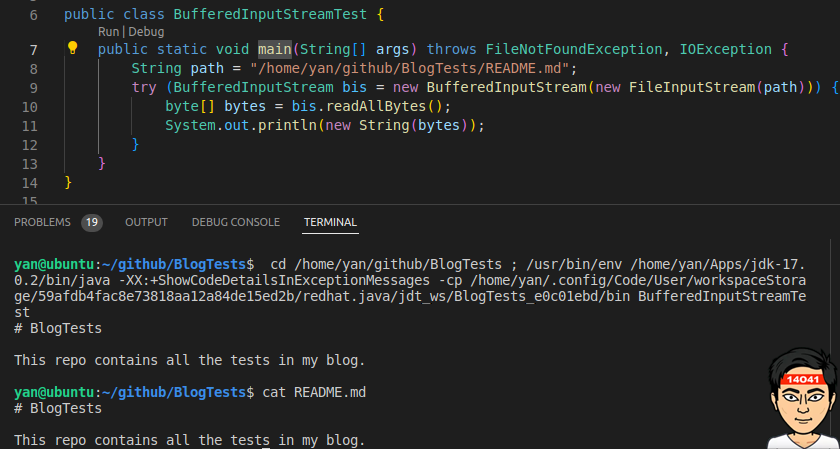 6 public class BufferedInputStreamTest {
Run | Debug
7 public static void main(String[] args) throws FileNotFoundException, IOException {
8 String path = "/home/yan/github/BlogTests/README.md";
9 try (BufferedInputStream bis = new BufferedInputStream(new FileInputStream(path))) {
10 byte[] bytes = bis.readAllBytes();
11 System.out.println(new String(bytes));
12 }
13 }
14 }
15
PROBLEMS 19 OUTPUT DEBUG CONSOLE TERMINAL
yan@ubuntu:~/github/BlogTests$  cd /home/yan/github/BlogTests ; /usr/bin/env /home/yan/Apps/jdk-17.
0.2/bin/java -XX:+ShowCodeDetailsInExceptionMessages -cp /home/yan/.config/Code/User/workspaceStora
ge/59afdb4fac8e73818aa12a84de15ed2b/redhat.java/jdt_ws/BlogTests_e0c01ebd/bin BufferedInputStreamTe
st
# BlogTests
This repo contains all the tests in my blog.
yan@ubuntu:~/github/BlogTests$ cat README.md
# BlogTests
This repo contains all the tests in my blog.
14041